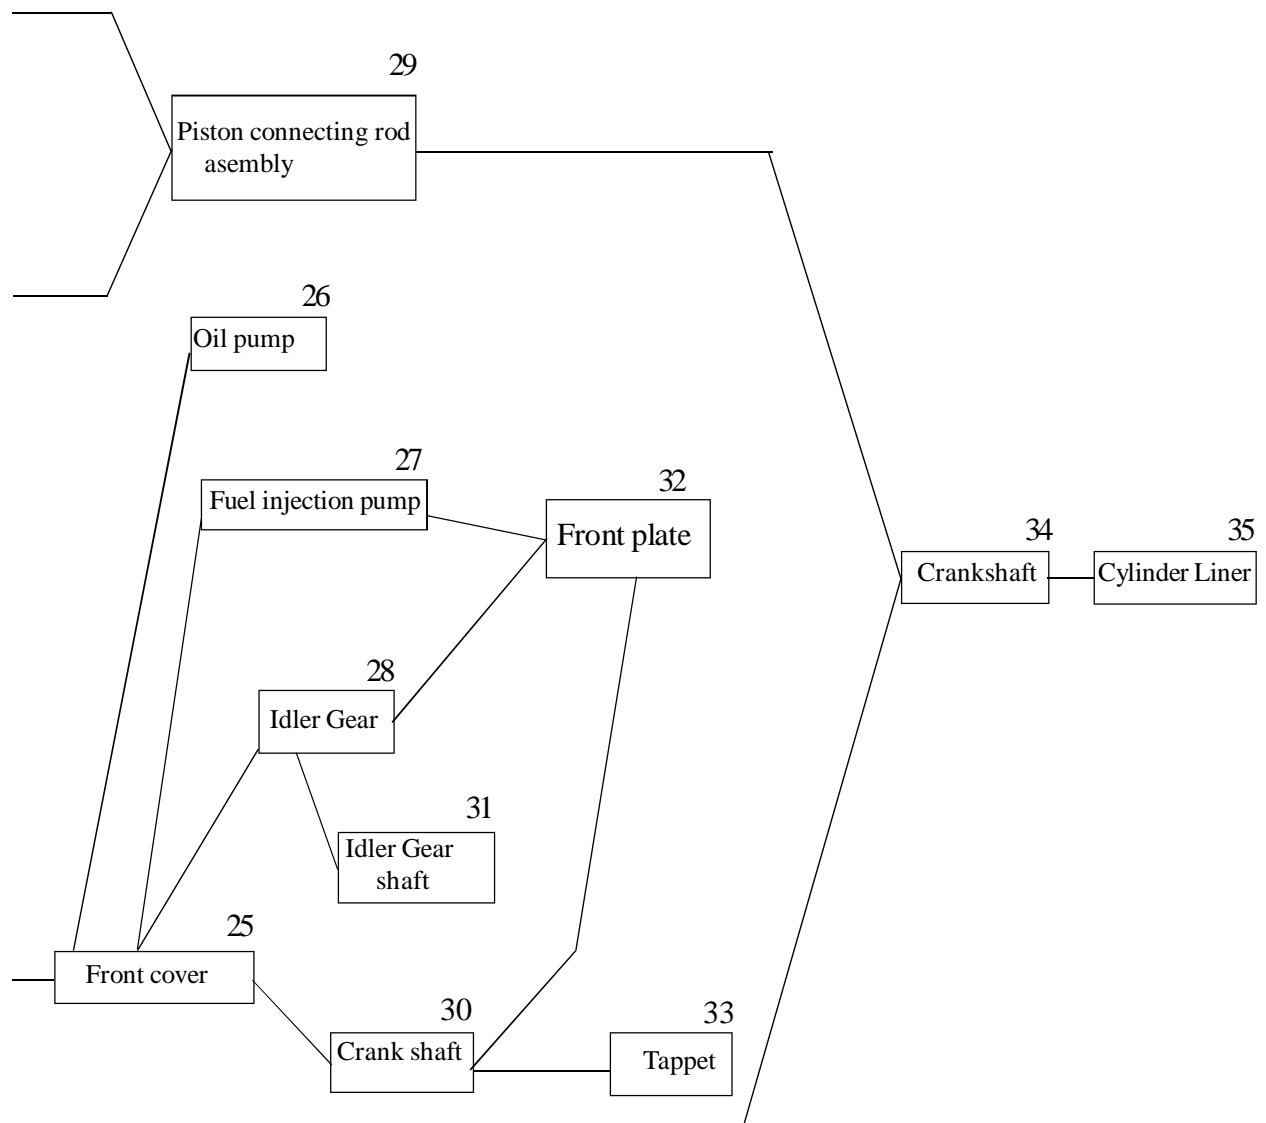 29
Piston connecting rod
asembly
26
Oil pump
27
Fuel injection pump
32
Front plate
34
Crankshaft
35
Cylinder Liner
28
Idler Gear
31
Idler Gear
shaft
25
Front cover
30
Crank shaft
33
Tappet